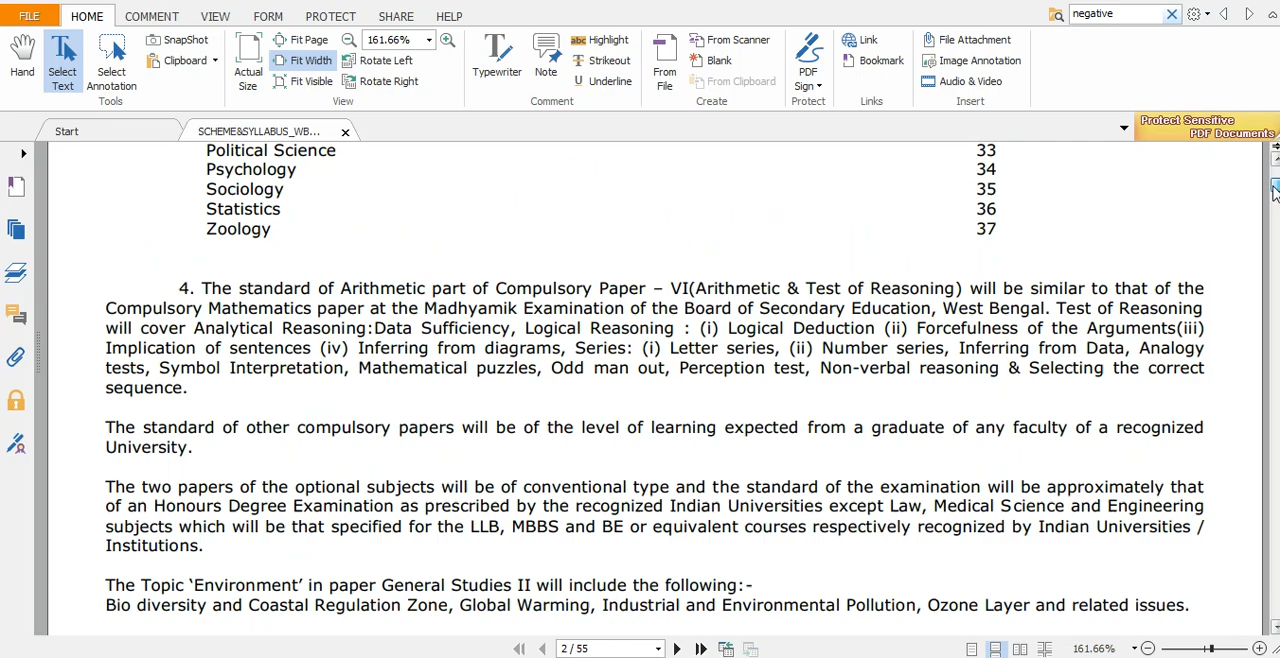 FILE HOME COMMENT VIEW FORM PROTECT SHARE HELP negative
Hand
Select Text
Select Annotation
SnapShot
Clipboard
Tools
Actual Size
Fit Page
Fit Width
Fit Visible
161.66%
Rotate Left
Rotate Right
View
Typewriter
Note
Highlight
Strikeout
Underline
Comment
From File
From Scanner
Blank
From Clipboard
Create
PDF Sign
Protect
Link
Bookmark
Links
File Attachment
Image Annotation
Audio & Video
Insert
Start SCHEME&SYLLABUS_WB...
Protect Sensitive
PDF Documents
Political Science 33
Psychology 34
Sociology 35
Statistics 36
Zoology 37
4. The standard of Arithmetic part of Compulsory Paper – VI(Arithmetic & Test of Reasoning) will be similar to that of the
Compulsory Mathematics paper at the Madhyamik Examination of the Board of Secondary Education, West Bengal. Test of Reasoning
will cover Analytical Reasoning:Data Sufficiency, Logical Reasoning : (i) Logical Deduction (ii) Forcefulness of the Arguments(iii)
Implication of sentences (iv) Inferring from diagrams, Series: (i) Letter series, (ii) Number series, Inferring from Data, Analogy
tests, Symbol Interpretation, Mathematical puzzles, Odd man out, Perception test, Non-verbal reasoning & Selecting the correct
sequence.
The standard of other compulsory papers will be of the level of learning expected from a graduate of any faculty of a recognized
University.
The two papers of the optional subjects will be of conventional type and the standard of the examination will be approximately that
of an Honours Degree Examination as prescribed by the recognized Indian Universities except Law, Medical Science and Engineering
subjects which will be that specified for the LLB, MBBS and BE or equivalent courses respectively recognized by Indian Universities /
Institutions.
The Topic ‘Environment’ in paper General Studies II will include the following:-
Bio diversity and Coastal Regulation Zone, Global Warming, Industrial and Environmental Pollution, Ozone Layer and related issues.
2 / 55 161.66%